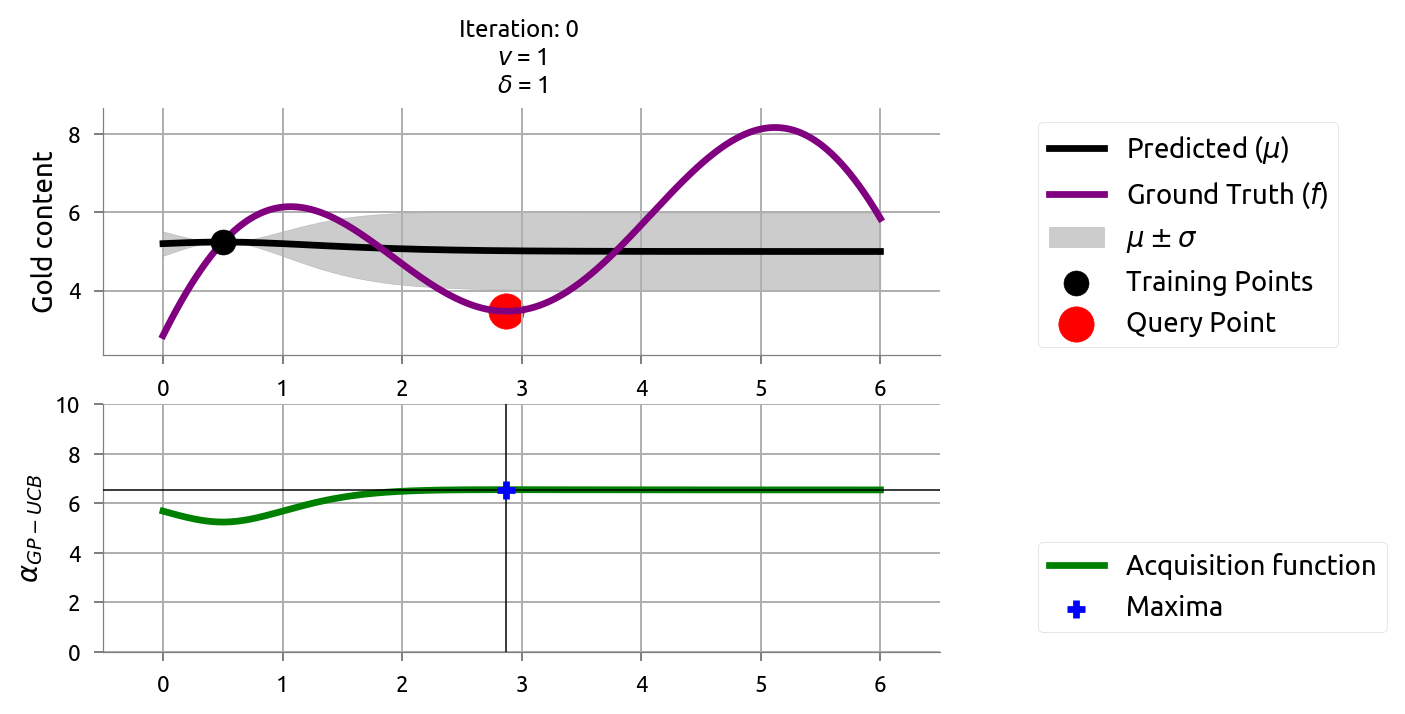 Iteration: 0
ν = 1
δ = 1
Gold content
8
6
4
0 1 2 3 4 5 6
Predicted (μ)
Ground Truth (f)
μ ± σ
Training Points
Query Point
α_GP − UCB
10
8
6
4
2
0
0 1 2 3 4 5 6
Acquisition function
Maxima